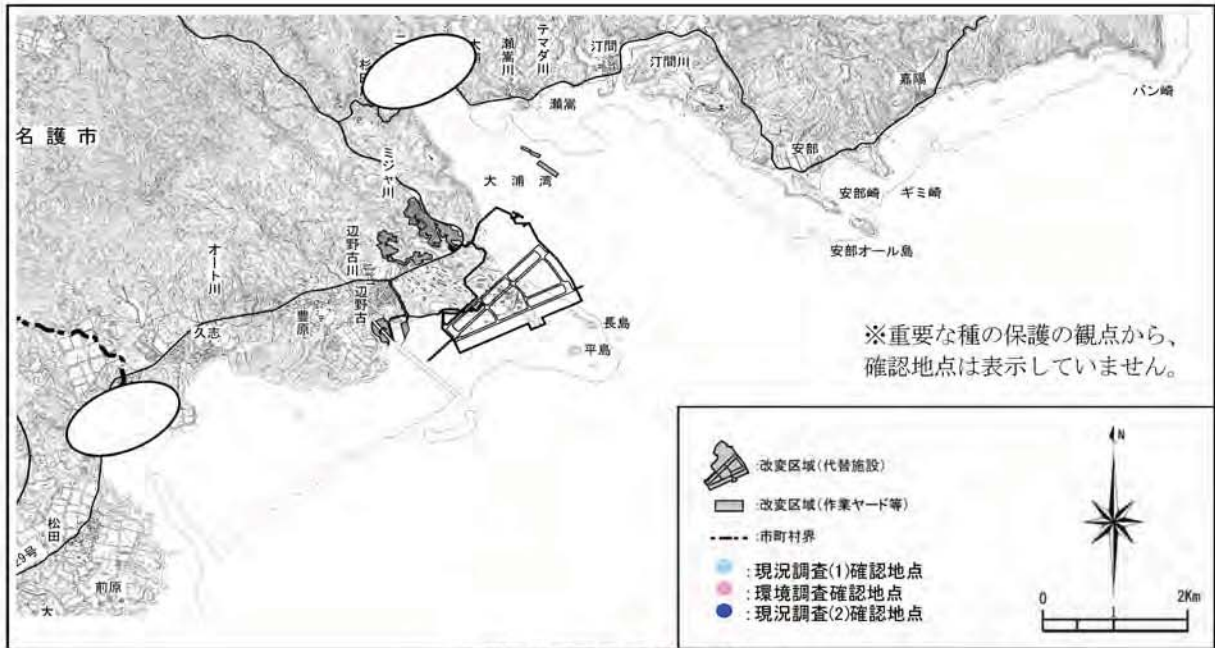 テマダ川
瀬嵩川
汀間
汀間川
瀬嵩
嘉陽
バン崎
名護市
ミジャ川
大浦湾
安部
安部崎
ギミ崎
安部オール島
オート川
辺野古川
辺野古
豊原
久志
長島
平島
※重要な種の保護の観点から、
確認地点は表示していません。
松田
前原
:改変区域(代替施設)
:改変区域(作業ヤード等)
:市町村界
:現況調査(1)確認地点
:環境調査確認地点
:現況調査(2)確認地点
N
0 2Km